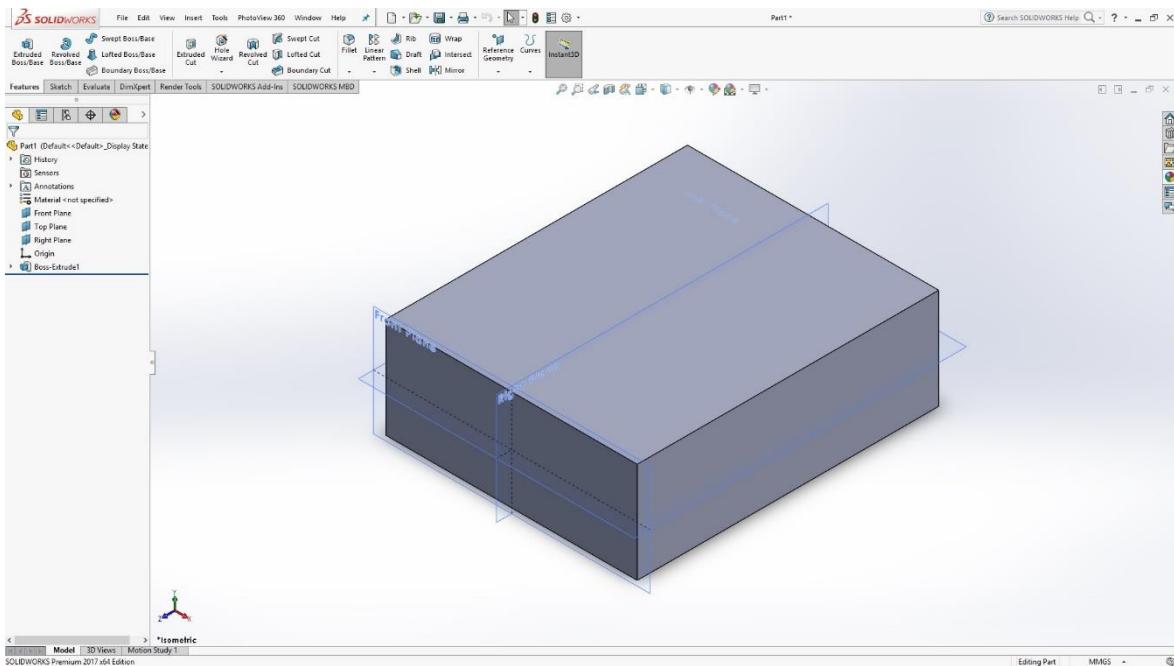 SOLIDWORKS File Edit View Insert Tools PhotoView 360 Window Help Part1 * Search SOLIDWORKS Help
Extruded Boss/Base
Revolved Boss/Base
Swept Boss/Base
Lofted Boss/Base
Boundary Boss/Base
Extruded Cut
Hole Wizard
Revolved Cut
Swept Cut
Lofted Cut
Boundary Cut
Fillet
Linear Pattern
Rib
Draft
Shell
Wrap
Intersect
Mirror
Reference Geometry
Curves
Instant3D
Features Sketch Evaluate DimXpert Render Tools SOLIDWORKS Add-Ins SOLIDWORKS MBD
Part1 (Default<<Default>_Display State
History
Sensors
Annotations
Material <not specified>
Front Plane
Top Plane
Right Plane
Origin
Boss-Extrude1
Front Plane
Right Plane
Y
Z
X
*Isometric
Model 3D Views Motion Study 1
SOLIDWORKS Premium 2017 x64 Edition Editing Part MMGS